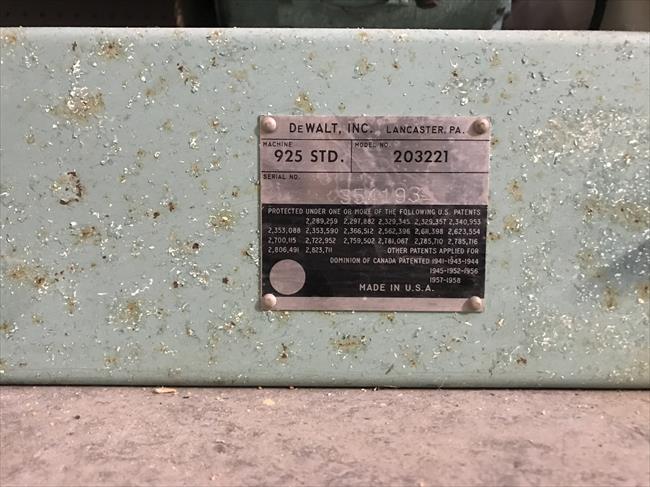 DEWALT, INC. LANCASTER, PA.
MACHINE MODEL NO.
925 STD. 203221
SERIAL NO.
PROTECTED UNDER ONE OR MORE OF THE FOLLOWING U.S. PATENTS
2,289,259 2,297,882 2,329,345 2,329,357 2,340,953
2,353,088 2,353,590 2,366,512 2,562,396 2,611,398 2,623,554
2,700,115 2,722,952 2,759,502 2,781,067 2,785,710 2,785,716
2,806,491 2,823,711 OTHER PATENTS APPLIED FOR
DOMINION OF CANADA PATENTED 1941-1943-1944
1945-1952-1956
1957-1958
MADE IN U.S.A.